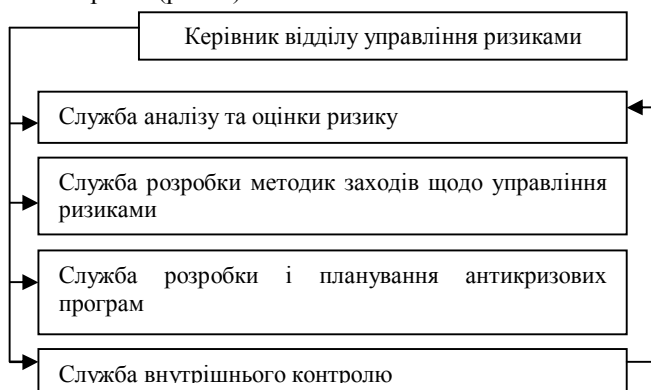 Керівник відділу управління ризиками
Служба аналізу та оцінки ризику
Служба розробки методик заходів щодо управління
ризиками
Служба розробки і планування антикризових
програм
Служба внутрішнього контролю